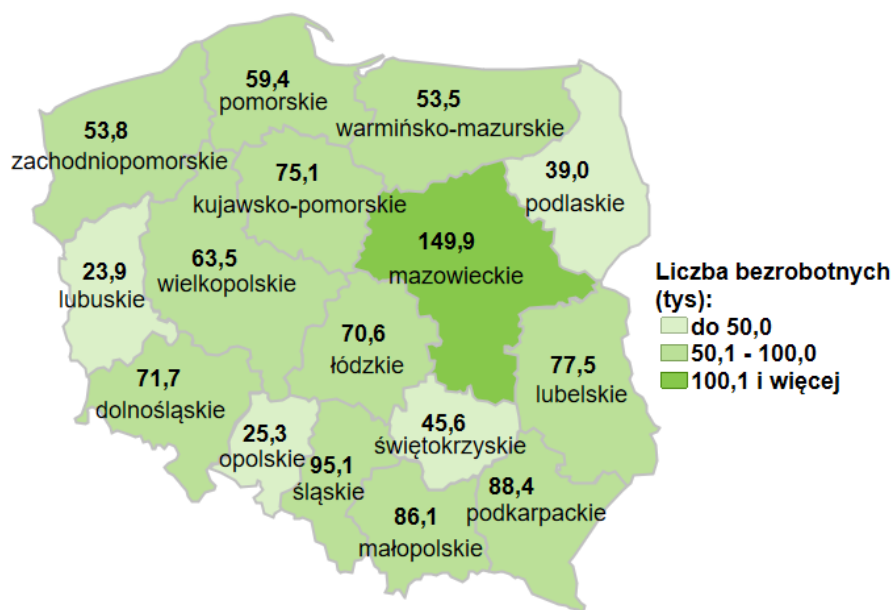 59,4
pomorskie
53,5
warmińsko-mazurskie
53,8
zachodniopomorskie
39,0
podlaskie
75,1
kujawsko-pomorskie
149,9
mazowieckie
23,9
lubuskie
63,5
wielkopolskie
70,6
łódzkie
71,7
dolnośląskie
77,5
lubelskie
25,3
opolskie
45,6
świętokrzyskie
95,1
śląskie
88,4
podkarpackie
86,1
małopolskie
Liczba bezrobotnych
(tys):
do 50,0
50,1 - 100,0
100,1 i więcej